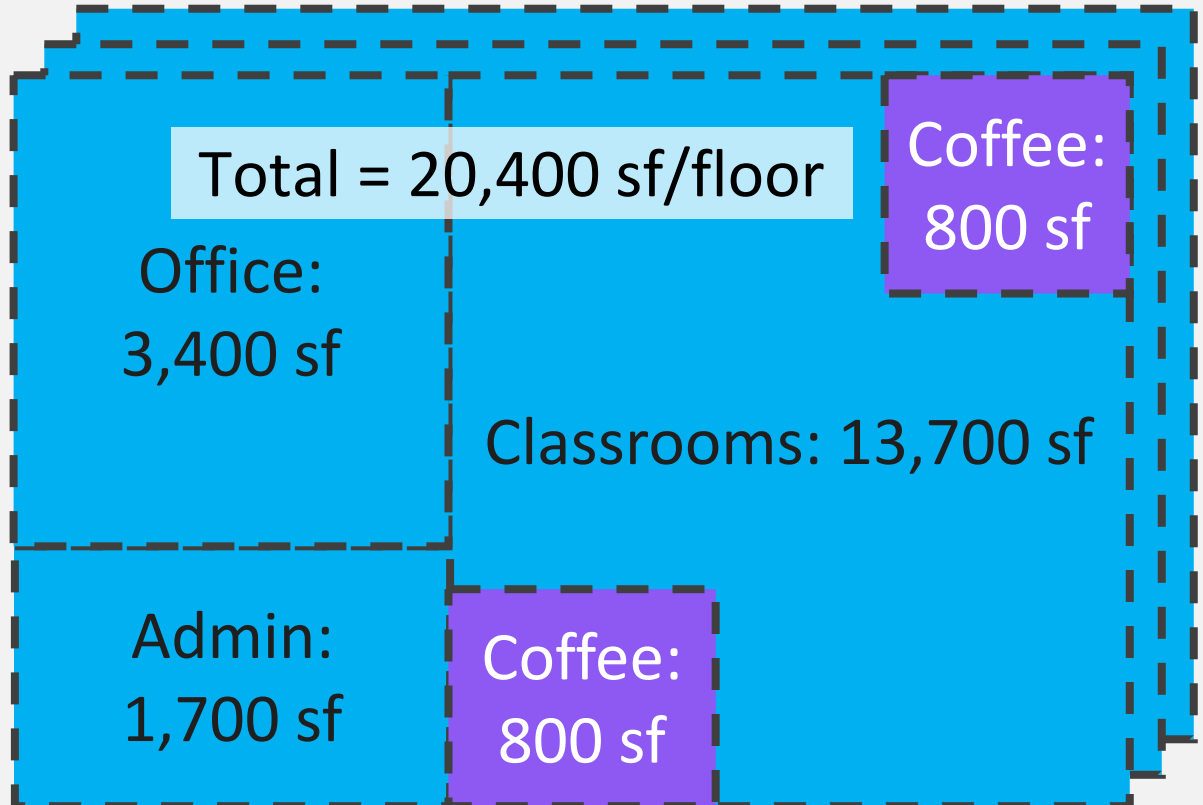 Total = 20,400 sf/floor
Office:
3,400 sf
Coffee:
800 sf
Classrooms: 13,700 sf
Admin:
1,700 sf
Coffee:
800 sf